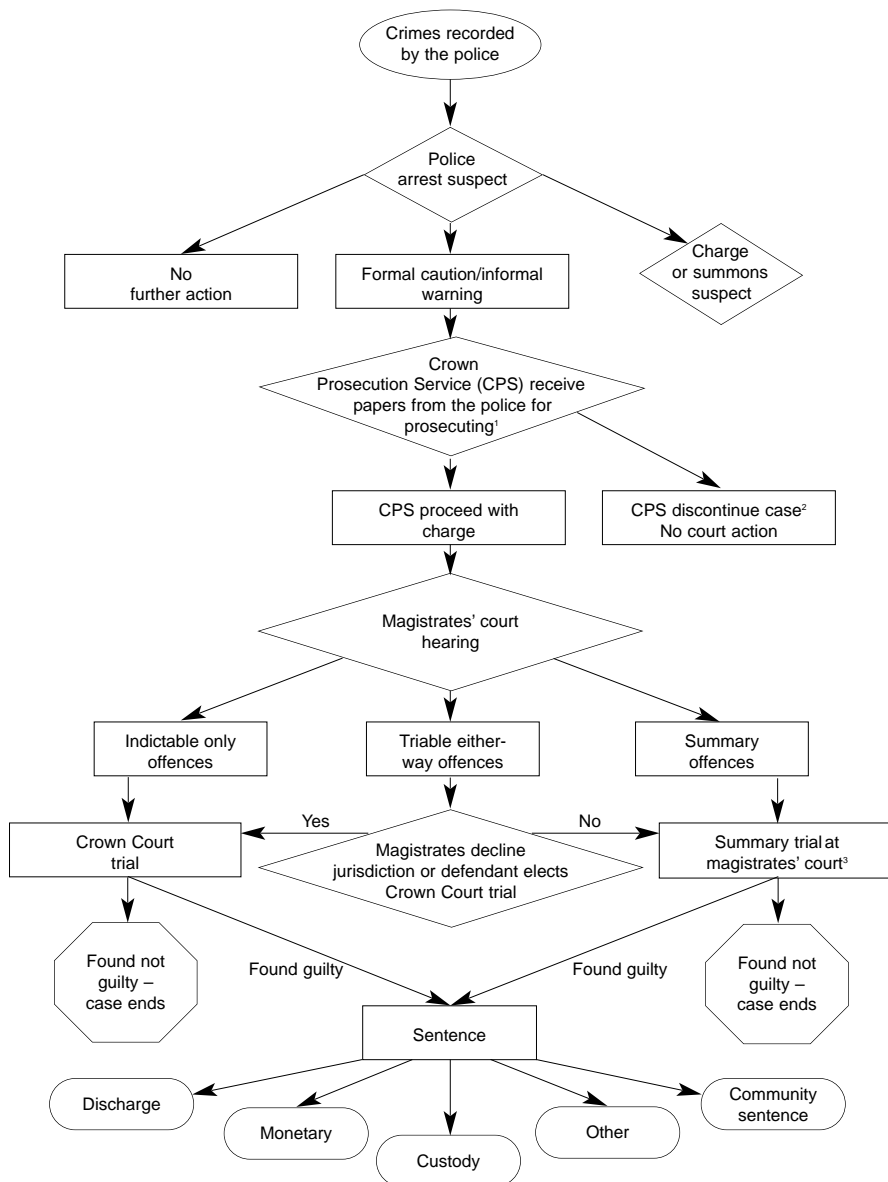 Crimes recorded
by the police
Police
arrest suspect
No
further action
Formal caution/informal
warning
Charge
or summons
suspect
Crown
Prosecution Service (CPS) receive
papers from the police for
prosecuting¹
CPS proceed with
charge
CPS discontinue case²
No court action
Magistrates' court
hearing
Indictable only
offences
Triable either-
way offences
Summary
offences
Yes
No
Crown Court
trial
Magistrates decline
jurisdiction or defendant elects
Crown Court trial
Summary trial at
magistrates' court³
Found not
guilty –
case ends
Found guilty
Found guilty
Found not
guilty –
case ends
Sentence
Discharge
Monetary
Custody
Other
Community
sentence